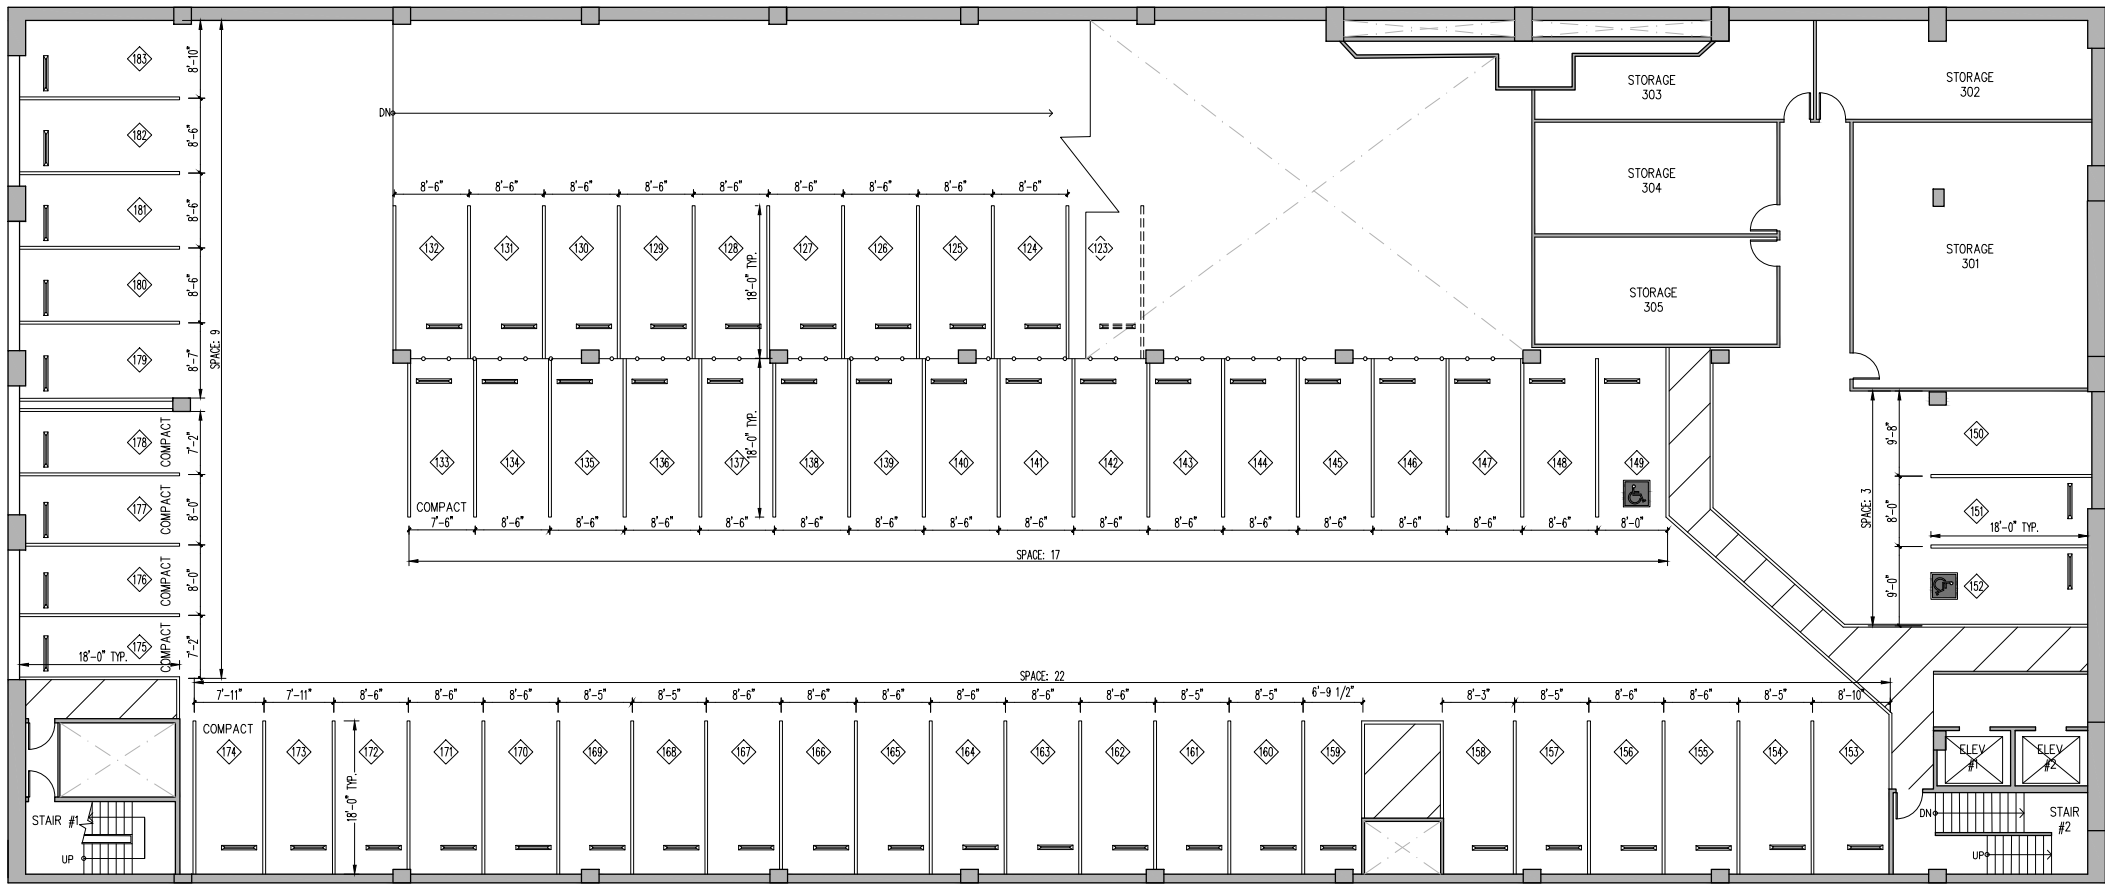 183
8'-10"
182
8'-6"
181
8'-6"
180
8'-6"
179
8'-7"
SPACE: 9
178
COMPACT
7'-2"
177
COMPACT
8'-0"
176
COMPACT
8'-0"
175
COMPACT
7'-2"
18'-0" TYP.
DN
8'-6" 8'-6" 8'-6" 8'-6" 8'-6" 8'-6" 8'-6" 8'-6" 8'-6"
132 131 130 129 128 127 126 125 124 123
18'-0" TYP.
18'-0" TYP.
133 134 135 136 137 138 139 140 141 142 143 144 145 146 147 148 149
COMPACT
7'-6" 8'-6" 8'-6" 8'-6" 8'-6" 8'-6" 8'-6" 8'-6" 8'-6" 8'-6" 8'-6" 8'-6" 8'-6" 8'-6" 8'-6" 8'-6" 8'-0"
SPACE: 17
STORAGE
303
STORAGE
302
STORAGE
304
STORAGE
301
STORAGE
305
150
9'-8"
SPACE: 3
151
8'-0"
18'-0" TYP.
152
9'-0"
SPACE: 22
7'-11" 7'-11" 8'-6" 8'-6" 8'-6" 8'-5" 8'-5" 8'-6" 8'-6" 8'-6" 8'-6" 8'-6" 8'-6" 8'-5" 8'-5" 6'-9 1/2" 8'-3" 8'-5" 8'-6" 8'-6" 8'-5" 8'-10"
COMPACT
174 173 172 171 170 169 168 167 166 165 164 163 162 161 160 159 158 157 156 155 154 153
18'-0" TYP.
ELEV
#1
ELEV
#2
STAIR #1
UP
DN
STAIR
#2
UP